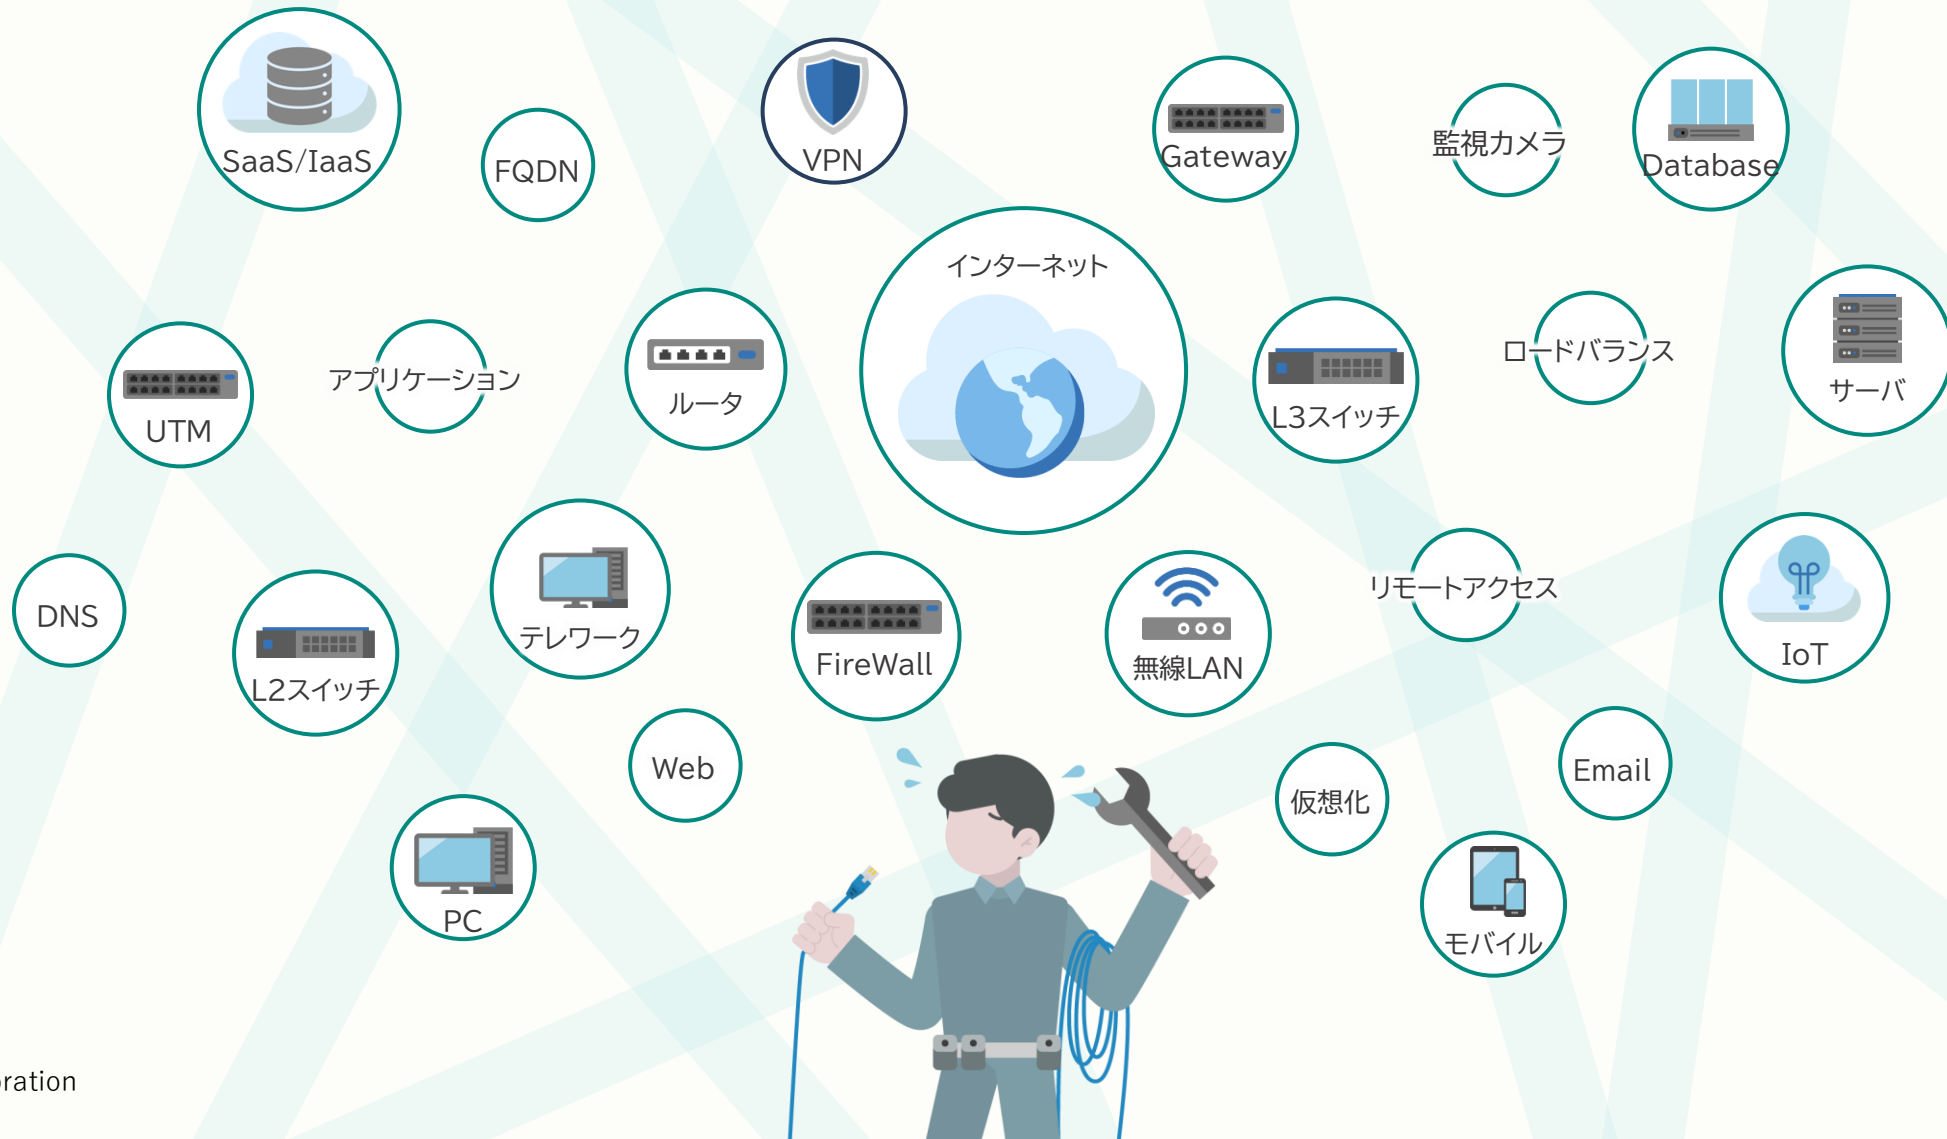 SaaS/IaaS
FQDN
VPN
Gateway
監視カメラ
Database
インターネット
UTM
アプリケーション
ルータ
L3スイッチ
ロードバランス
サーバ
DNS
L2スイッチ
テレワーク
FireWall
無線LAN
リモートアクセス
IoT
Web
仮想化
Email
PC
モバイル